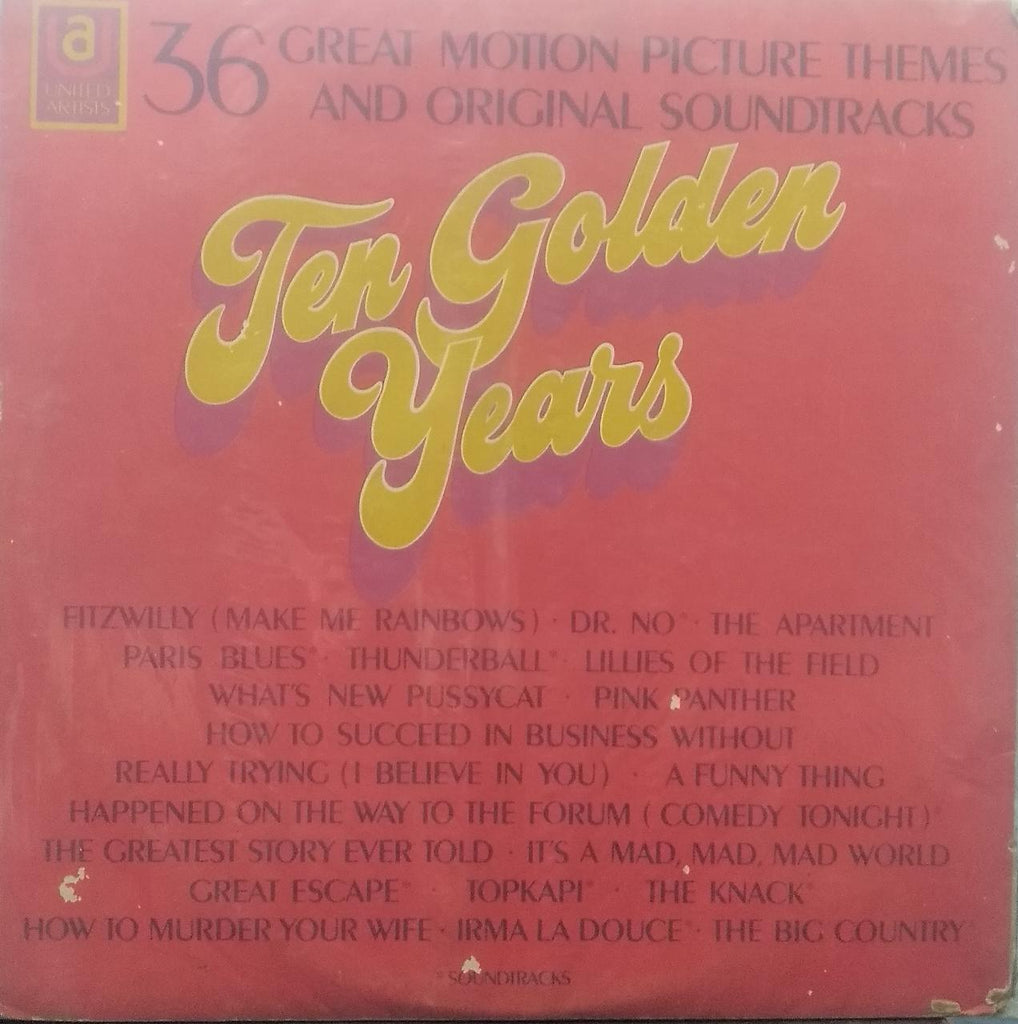 a
UNITED
ARTISTS
36 GREAT MOTION PICTURE THEMES
AND ORIGINAL SOUNDTRACKS
Ten Golden
Years
FITZWILLY (MAKE ME RAINBOWS) · DR. NO* · THE APARTMENT
PARIS BLUES* · THUNDERBALL* · LILLIES OF THE FIELD
WHAT'S NEW PUSSYCAT · PINK PANTHER
HOW TO SUCCEED IN BUSINESS WITHOUT
REALLY TRYING (I BELIEVE IN YOU) · A FUNNY THING
HAPPENED ON THE WAY TO THE FORUM (COMEDY TONIGHT)*
THE GREATEST STORY EVER TOLD · IT'S A MAD, MAD, MAD WORLD
GREAT ESCAPE* · TOPKAPI* · THE KNACK*
HOW TO MURDER YOUR WIFE · IRMA LA DOUCE* · THE BIG COUNTRY*
* SOUNDTRACKS